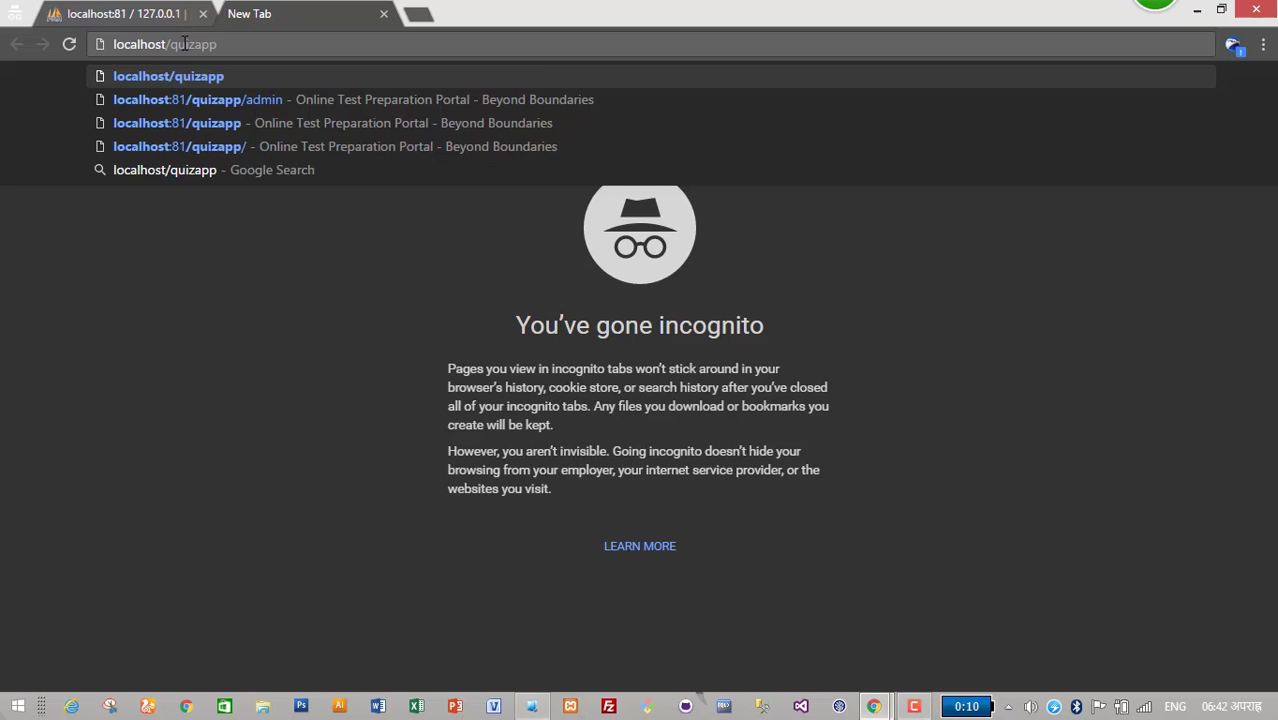 localhost:81 / 127.0.0.1 |
New Tab
localhost/quizapp
localhost/quizapp
localhost:81/quizapp/admin - Online Test Preparation Portal - Beyond Boundaries
localhost:81/quizapp - Online Test Preparation Portal - Beyond Boundaries
localhost:81/quizapp/ - Online Test Preparation Portal - Beyond Boundaries
localhost/quizapp - Google Search
You've gone incognito
Pages you view in incognito tabs won't stick around in your
browser's history, cookie store, or search history after you've closed
all of your incognito tabs. Any files you download or bookmarks you
create will be kept.
However, you aren't invisible. Going incognito doesn't hide your
browsing from your employer, your internet service provider, or the
websites you visit.
LEARN MORE
0:10
ENG
06:42 अपराह्न